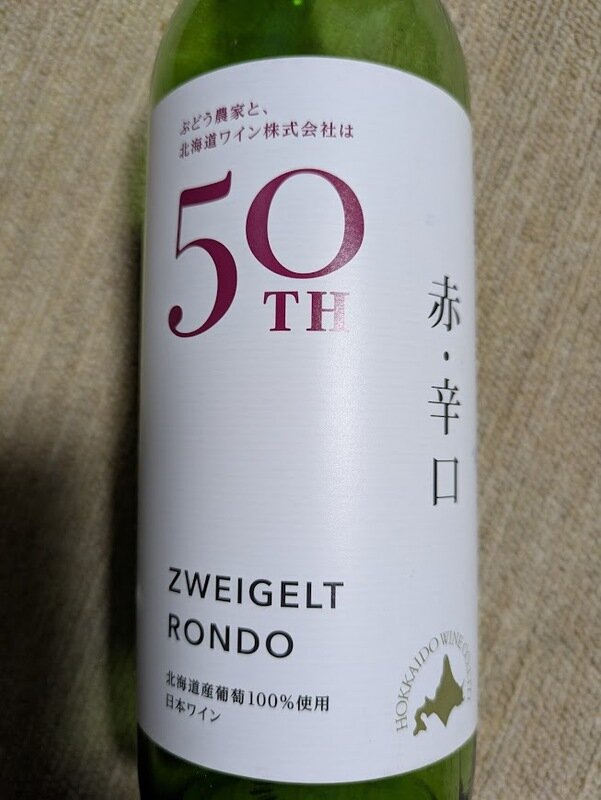 ぶどう農家と、
北海道ワイン株式会社は
50
TH
赤・辛口
ZWEIGELT
RONDO
北海道産葡萄100%使用
日本ワイン
HOKKAIDO WINE